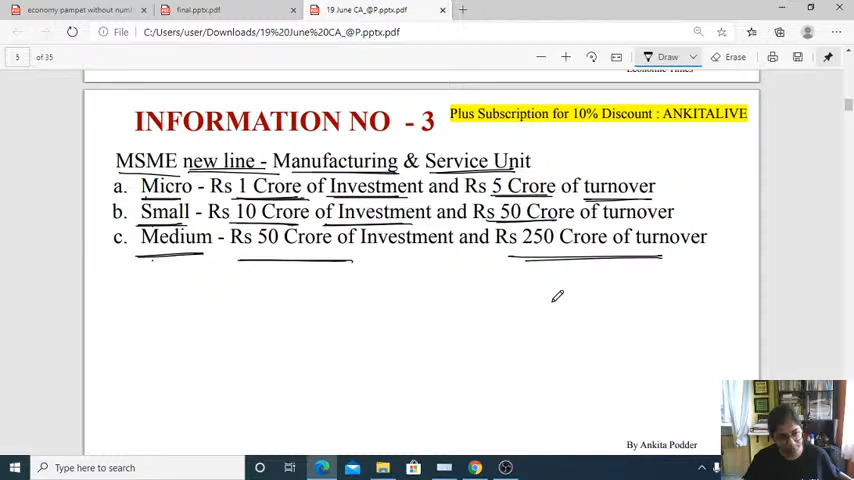 economy pampet without num
final.pptx.pdf
19 June CA_@P.pptx.pdf
File
C:/Users/user/Downloads/19%20June%20CA_@P.pptx.pdf
5 of 35
Draw
Erase
Economic Times
INFORMATION NO - 3
Plus Subscription for 10% Discount : ANKITALIVE
MSME new line - Manufacturing & Service Unit
a. Micro - Rs 1 Crore of Investment and Rs 5 Crore of turnover
b. Small - Rs 10 Crore of Investment and Rs 50 Crore of turnover
c. Medium - Rs 50 Crore of Investment and Rs 250 Crore of turnover
By Ankita Podder
Type here to search